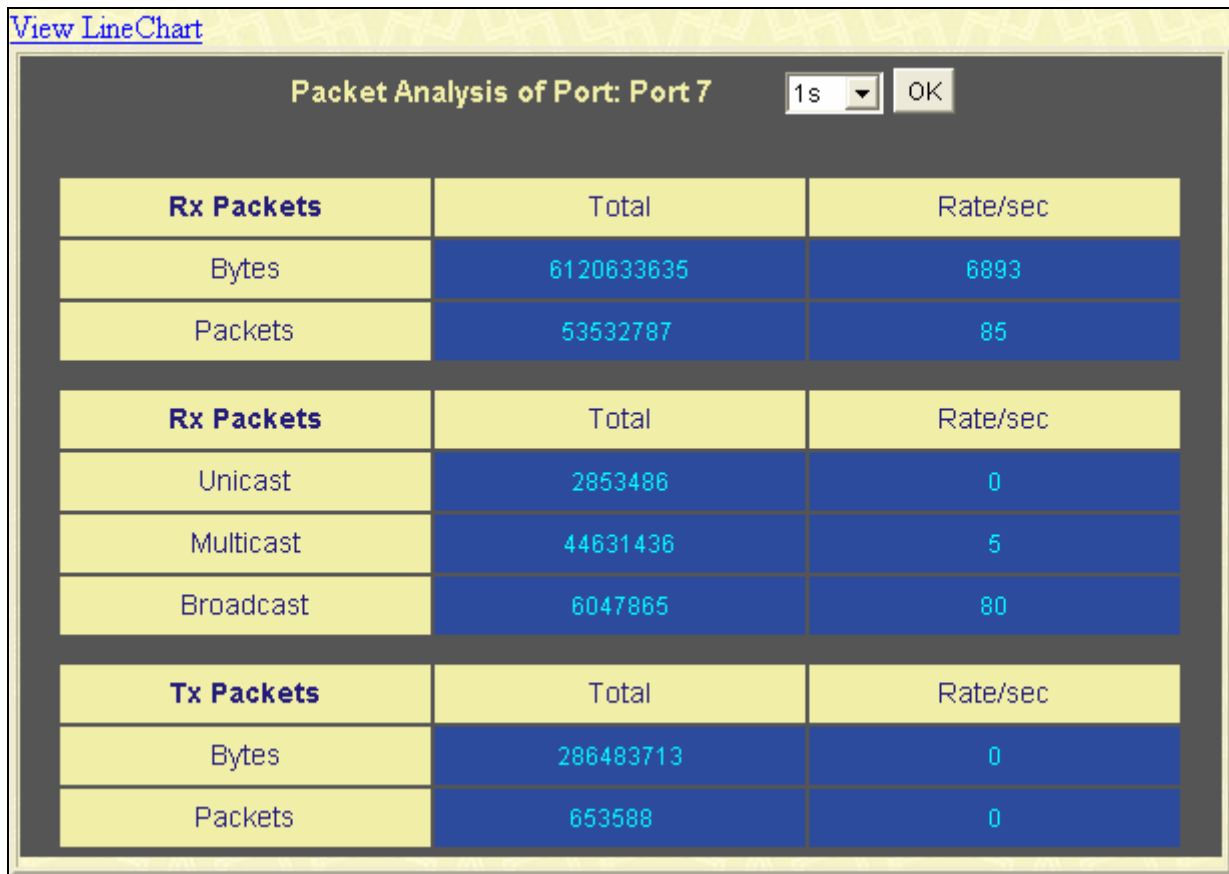 View LineChart
Packet Analysis of Port: Port 7 1s OK
Rx Packets Total Rate/sec
Bytes 6120633635 6893
Packets 53532787 85
Rx Packets Total Rate/sec
Unicast 2853486 0
Multicast 44631436 5
Broadcast 6047865 80
Tx Packets Total Rate/sec
Bytes 286483713 0
Packets 653588 0